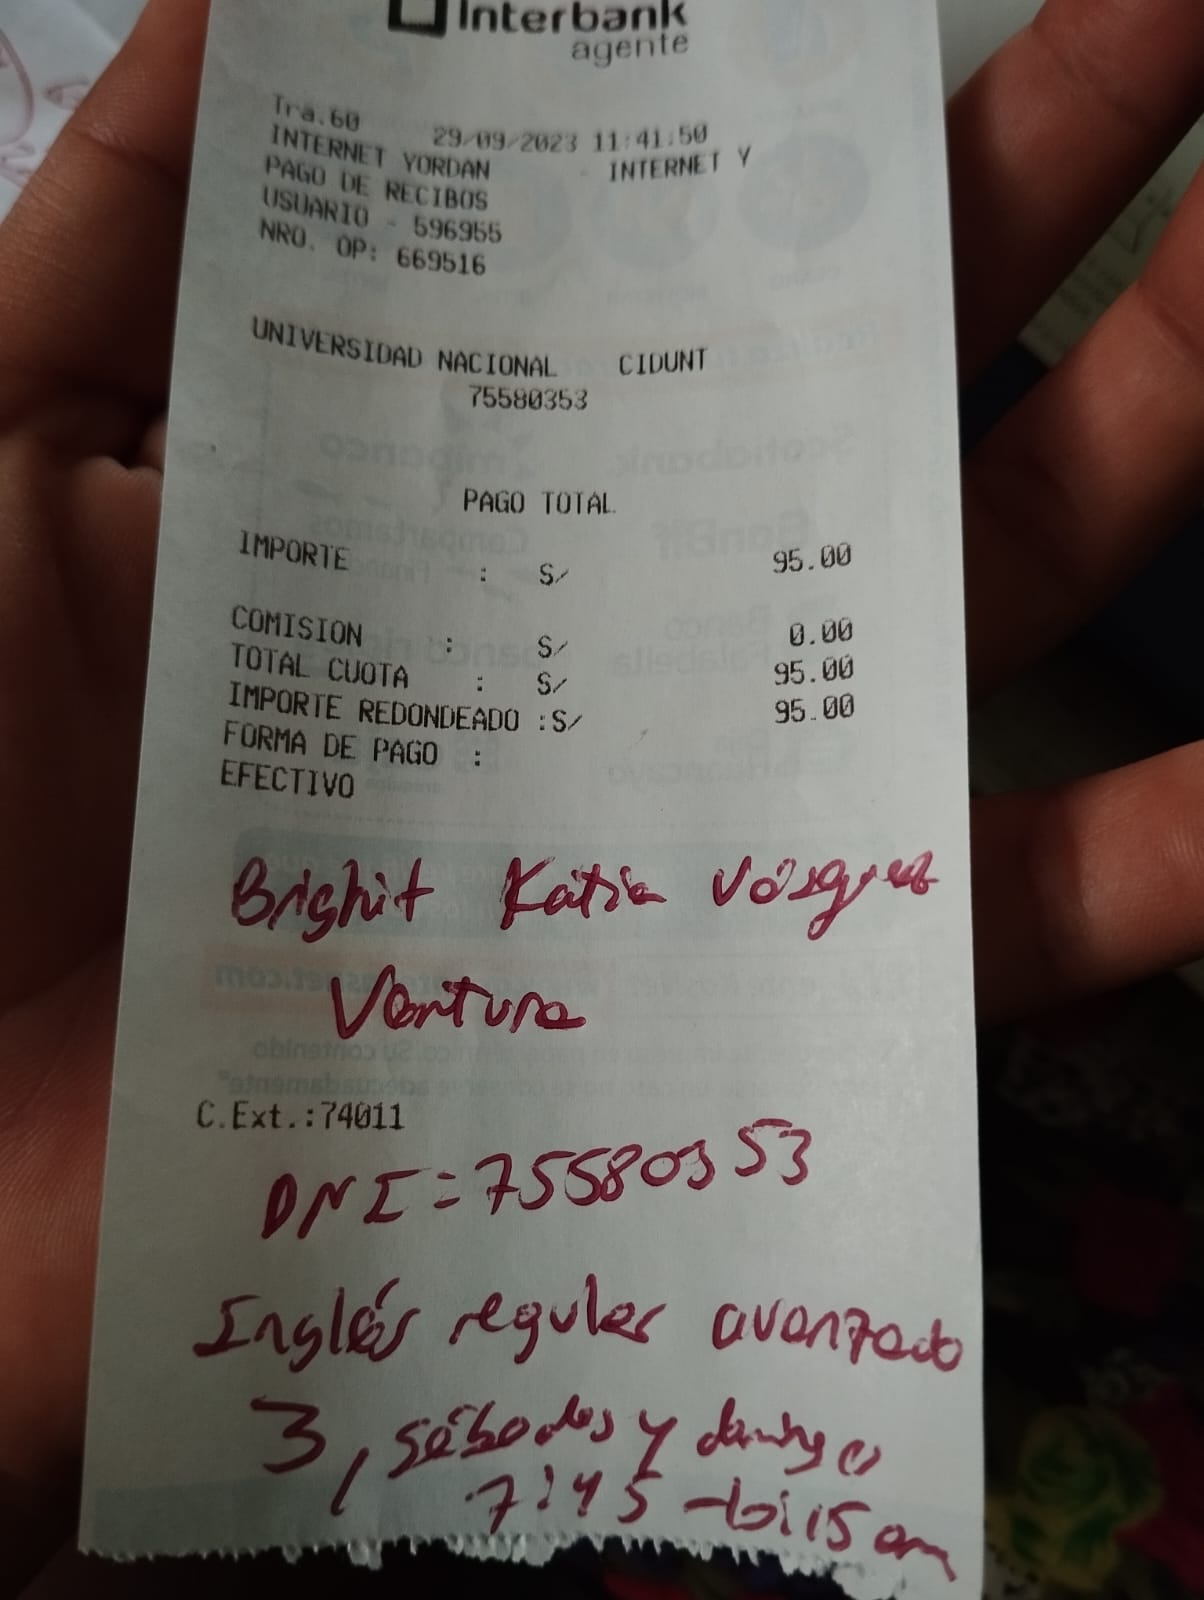 Interbank
agente
Tra.60 29/09/2023 11:41:50
INTERNET YORDAN - INTERNET Y
PAGO DE RECIBOS
USUARIO - 596955
NRO. OP: 669516
UNIVERSIDAD NACIONAL CIDUNT
75580353
PAGO TOTAL
IMPORTE : S/ 95.00
COMISION : S/ 0.00
TOTAL CUOTA : S/ 95.00
IMPORTE REDONDEADO :S/ 95.00
FORMA DE PAGO :
EFECTIVO
Brighit Katia Vásquez
Ventura
C.Ext.:74011
DNI = 75580353
Inglés regular avanzado
3, sábados y domingos
7:45 - 15 am